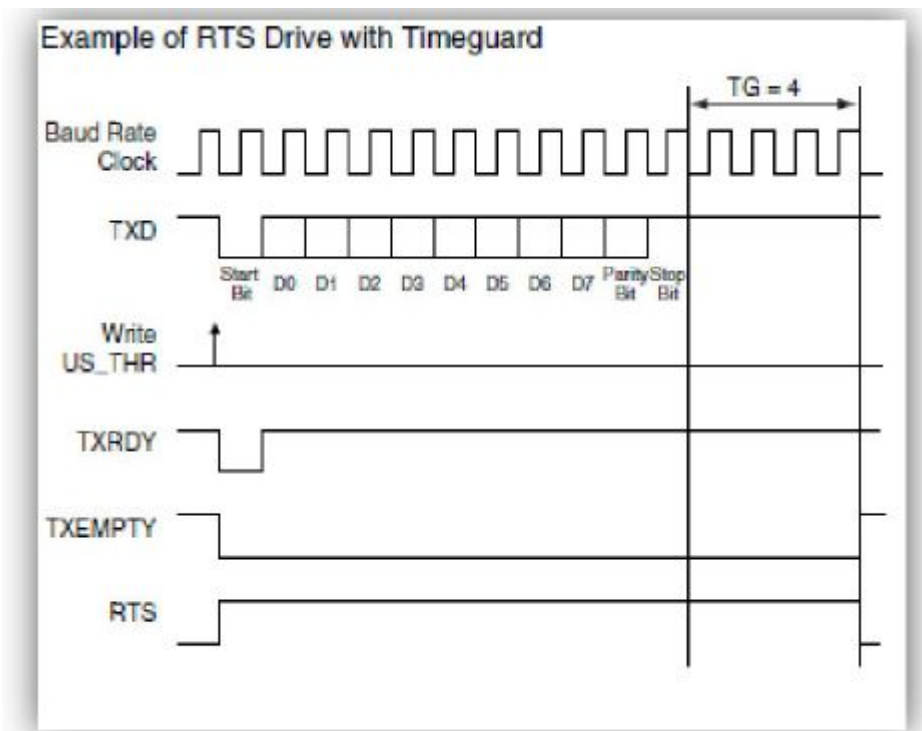 Example of RTS Drive with Timeguard
TG = 4
Baud Rate
Clock
TXD
Start
Bit
D0 D1 D2 D3 D4 D5 D6 D7
Parity
Bit
Stop
Bit
Write
US_THR
TXRDY
TXEMPTY
RTS